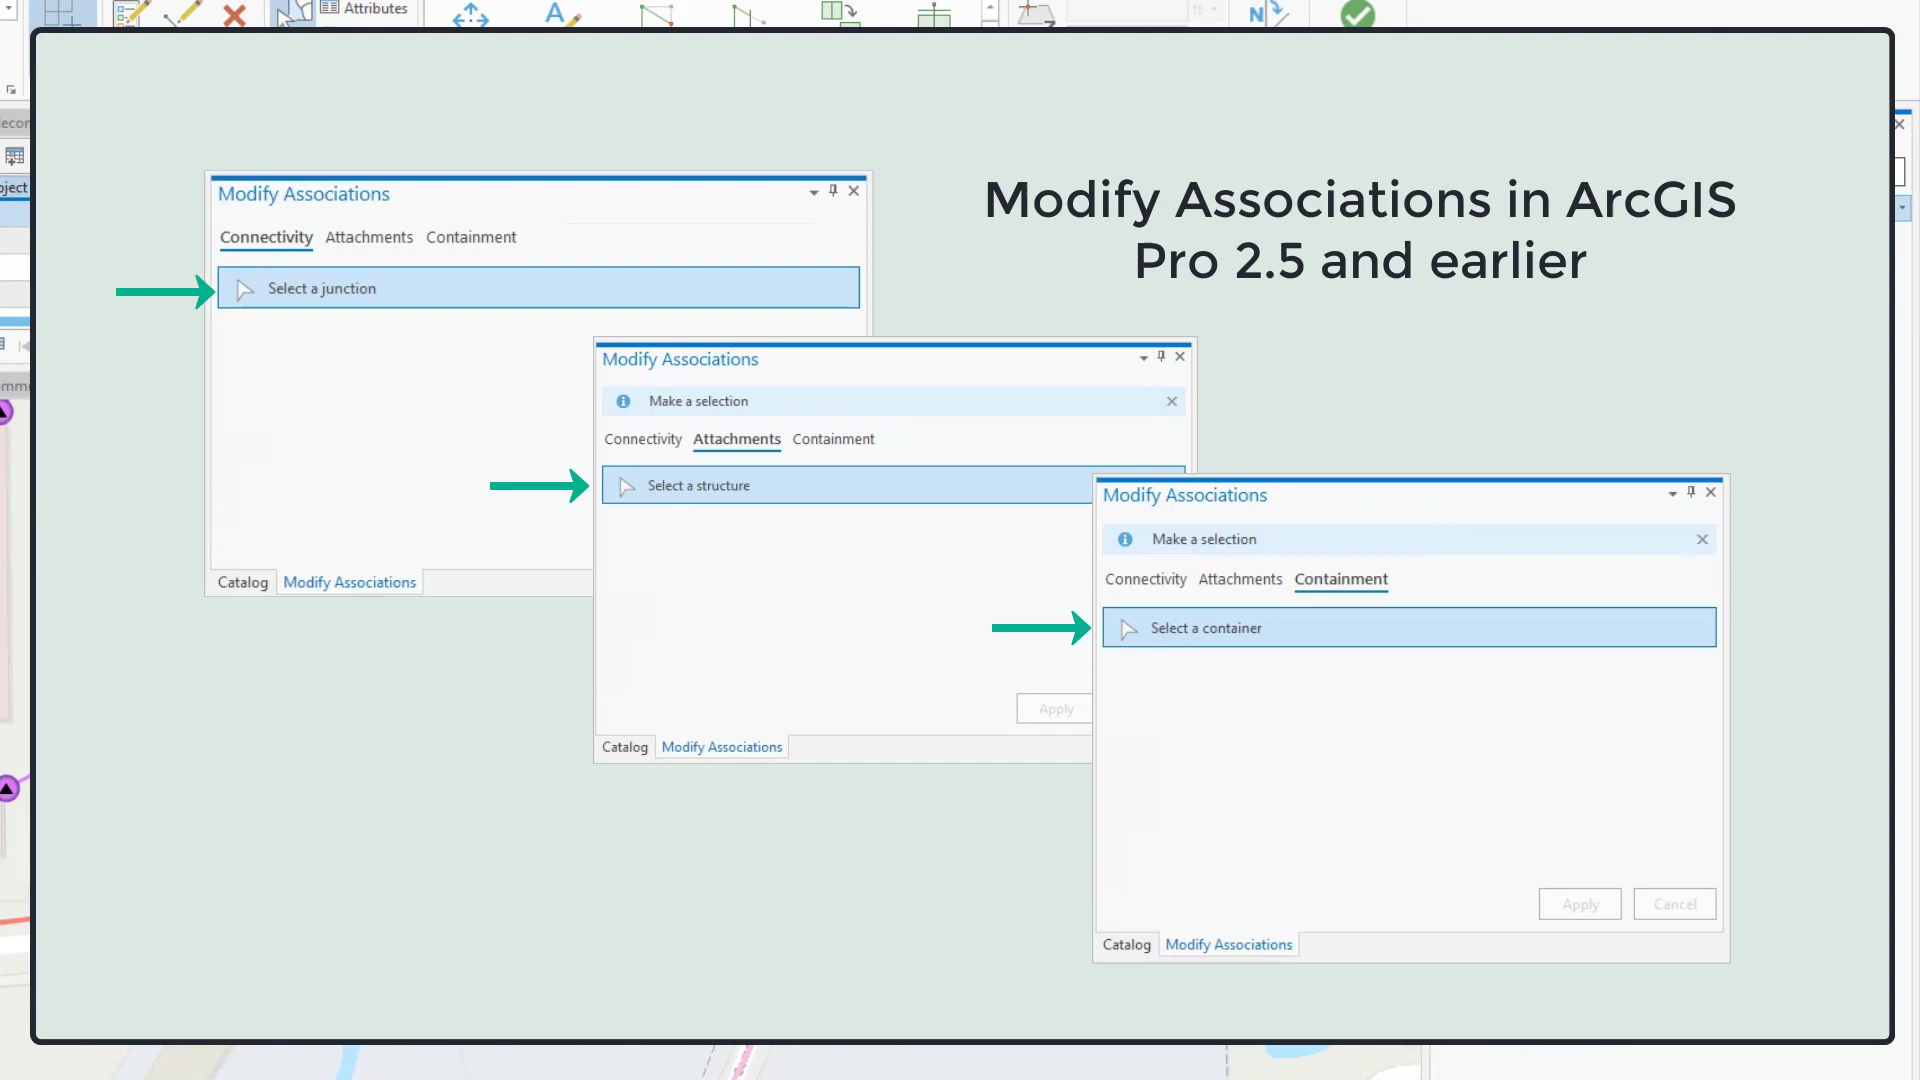 Attributes
ft
Modify Associations in ArcGIS
Pro 2.5 and earlier
Modify Associations
Connectivity Attachments Containment
Select a junction
Catalog Modify Associations
Modify Associations
Make a selection
Connectivity Attachments Containment
Select a structure
Apply
Catalog Modify Associations
Modify Associations
Make a selection
Connectivity Attachments Containment
Select a container
Apply Cancel
Catalog Modify Associations